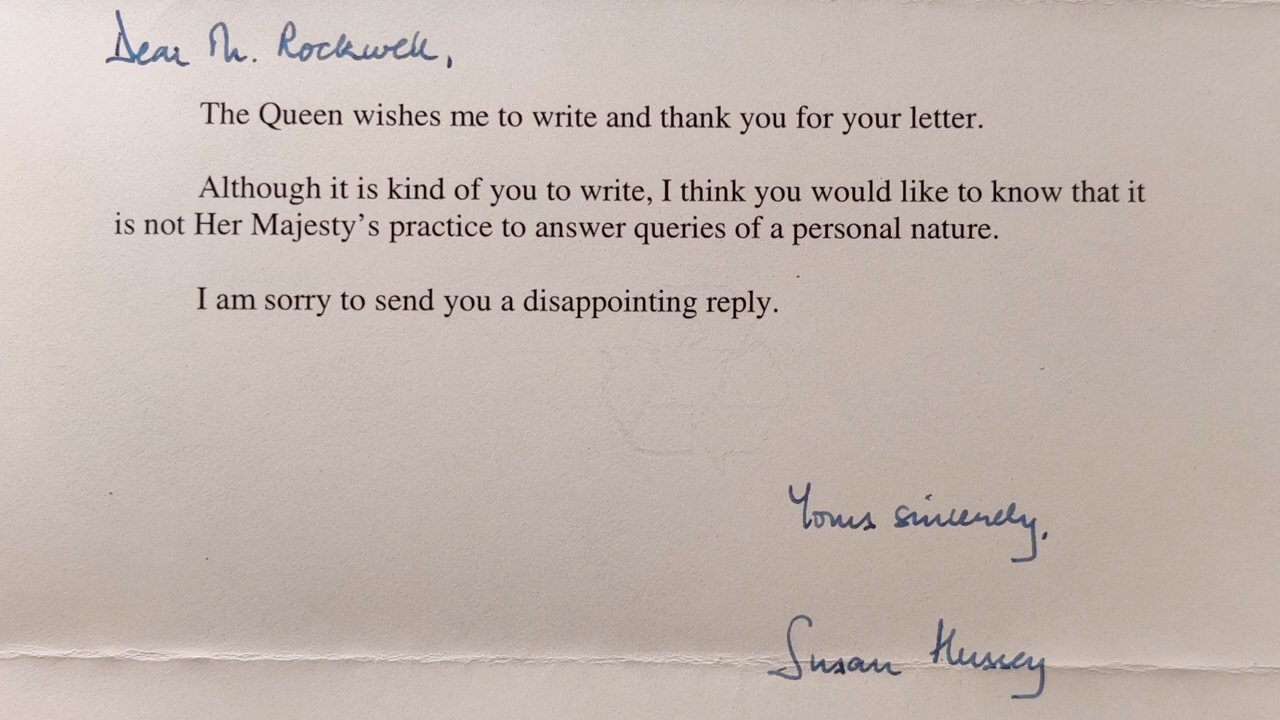 Dear Mr. Rockwell,
The Queen wishes me to write and thank you for your letter.
Although it is kind of you to write, I think you would like to know that it
is not Her Majesty's practice to answer queries of a personal nature.
I am sorry to send you a disappointing reply.
Yours sincerely,
Susan Hussey